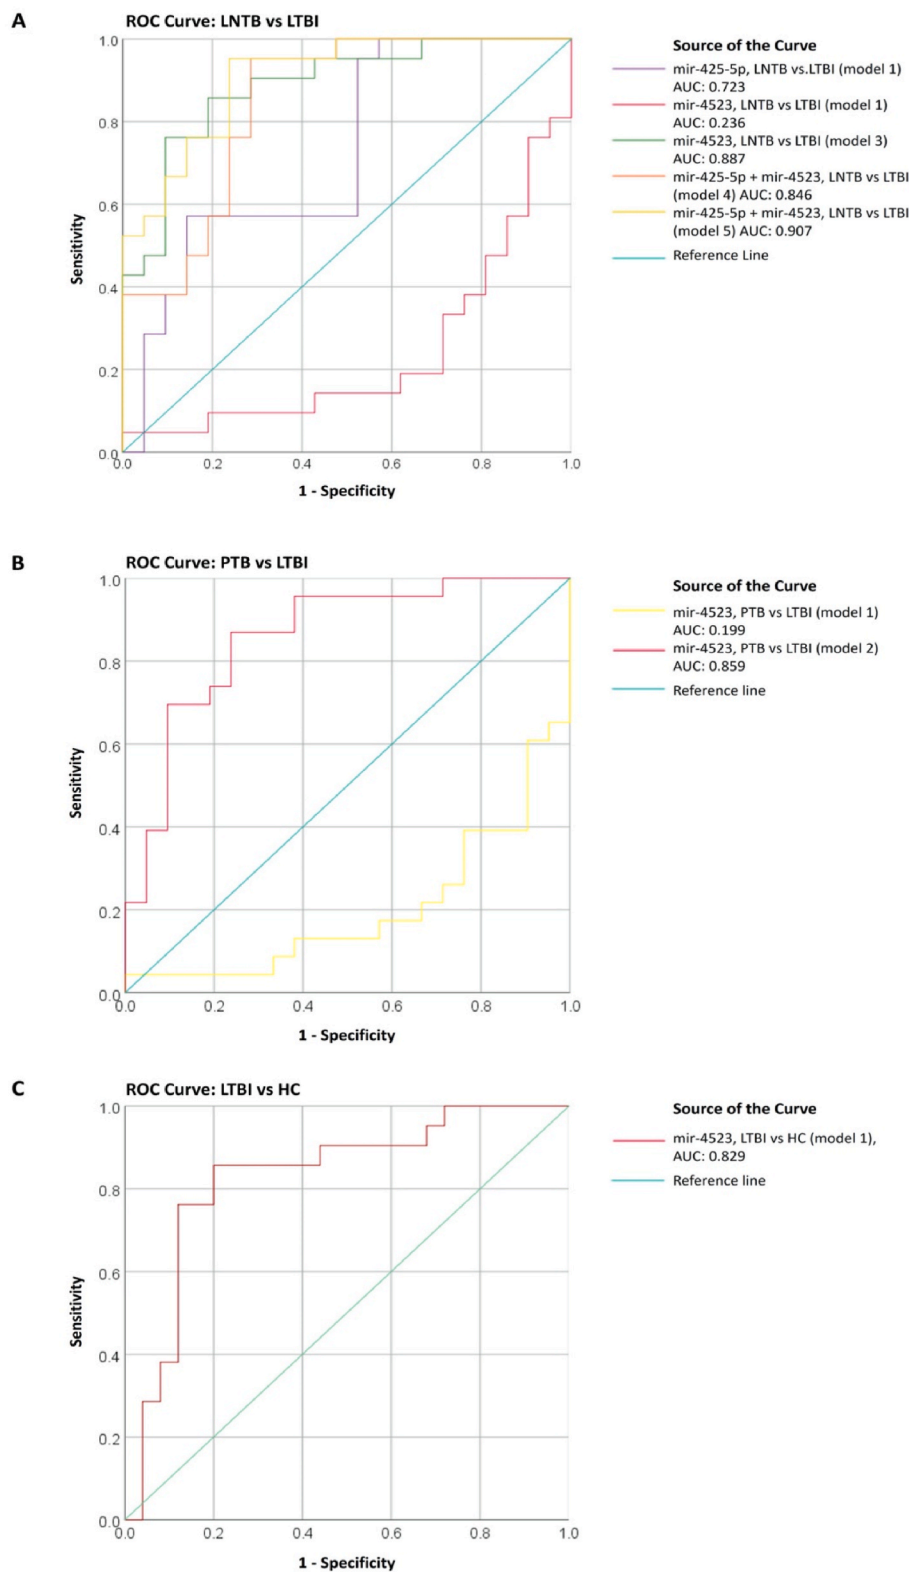 A
ROC Curve: LNTB vs LTBI
1.0
0.8
0.6
0.4
0.2
0.0
Sensitivity
0.0
0.2
0.4
0.6
0.8
1.0
1 - Specificity
Source of the Curve
mir-425-5p, LNTB vs.LTBI (model 1)
AUC: 0.723
mir-4523, LNTB vs LTBI (model 1)
AUC: 0.236
mir-4523, LNTB vs LTBI (model 3)
AUC: 0.887
mir-425-5p + mir-4523, LNTB vs LTBI
(model 4) AUC: 0.846
mir-425-5p + mir-4523, LNTB vs LTBI
(model 5) AUC: 0.907
Reference Line
B
ROC Curve: PTB vs LTBI
1.0
0.8
0.6
0.4
0.2
0.0
Sensitivity
0.0
0.2
0.4
0.6
0.8
1.0
1 - Specificity
Source of the Curve
mir-4523, PTB vs LTBI (model 1)
AUC: 0.199
mir-4523, PTB vs LTBI (model 2)
AUC: 0.859
Reference line
C
ROC Curve: LTBI vs HC
1.0
0.8
0.6
0.4
0.2
0.0
Sensitivity
0.0
0.2
0.4
0.6
0.8
1.0
1 - Specificity
Source of the Curve
mir-4523, LTBI vs HC (model 1),
AUC: 0.829
Reference line